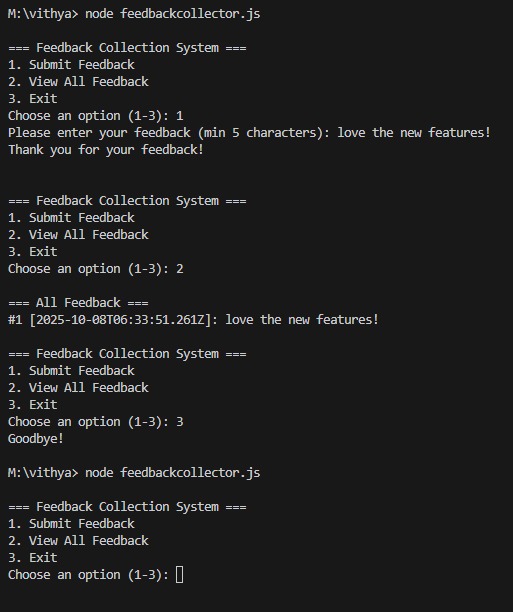 M:\vithya> node feedbackcollector.js
=== Feedback Collection System ===
1. Submit Feedback
2. View All Feedback
3. Exit
Choose an option (1-3): 1
Please enter your feedback (min 5 characters): love the new features!
Thank you for your feedback!
=== Feedback Collection System ===
1. Submit Feedback
2. View All Feedback
3. Exit
Choose an option (1-3): 2
=== All Feedback ===
#1 [2025-10-08T06:33:51.261Z]: love the new features!
=== Feedback Collection System ===
1. Submit Feedback
2. View All Feedback
3. Exit
Choose an option (1-3): 3
Goodbye!
M:\vithya> node feedbackcollector.js
=== Feedback Collection System ===
1. Submit Feedback
2. View All Feedback
3. Exit
Choose an option (1-3):